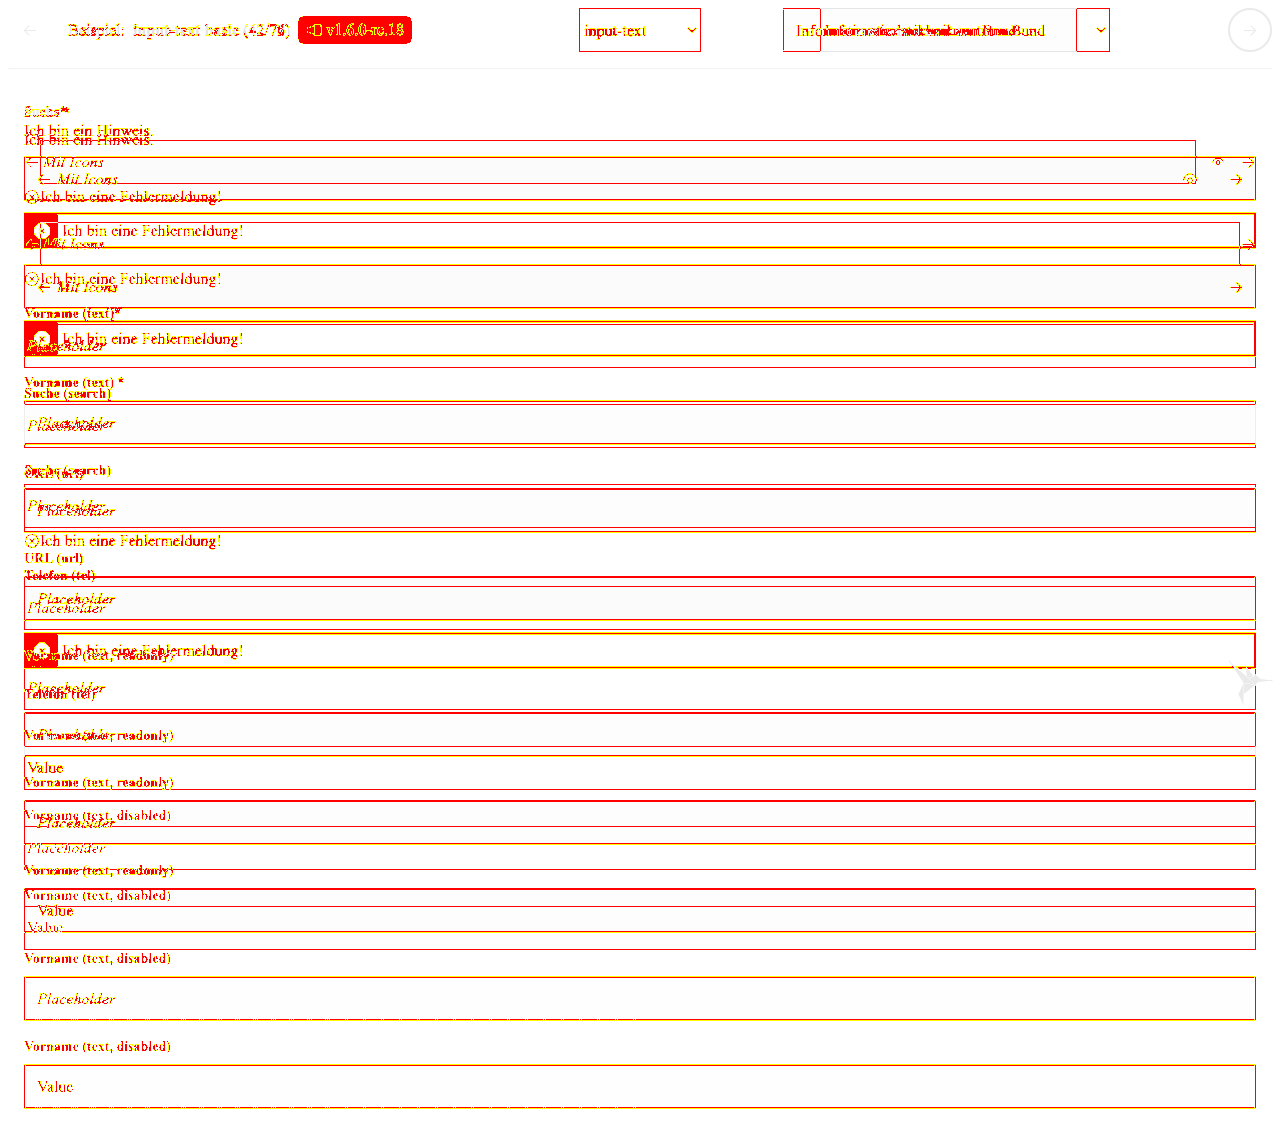 Beispiel: input-text basic (42/76) v1.6.0-rc.18 input-text
Suche*
Ich bin ein Hinweis.
Ich bin ein Hinweis.
Mit Icons
Mit Icons
Ich bin eine Fehlermeldung!
Ich bin eine Fehlermeldung!
Mit Icons
Ich bin eine Fehlermeldung!
Mit Icons
Vorname (text)*
Ich bin eine Fehlermeldung!
Placeholder
Vorname (text) *
Suche (search)
Placeholder
Placeholder
Suche (search)
URL (url)
Placeholder
Placeholder
Ich bin eine Fehlermeldung!
URL (url)
Telefon (tel)
Placeholder
Placeholder
Ich bin eine Fehlermeldung!
Vorname (text, readonly)
Placeholder
Telefon (tel)
Placeholder
Vorname (text, readonly)
Value
Vorname (text, readonly)
Vorname (text, disabled)
Placeholder
Placeholder
Vorname (text, readonly)
Vorname (text, disabled)
Value
Value
Vorname (text, disabled)
Placeholder
Vorname (text, disabled)
Value